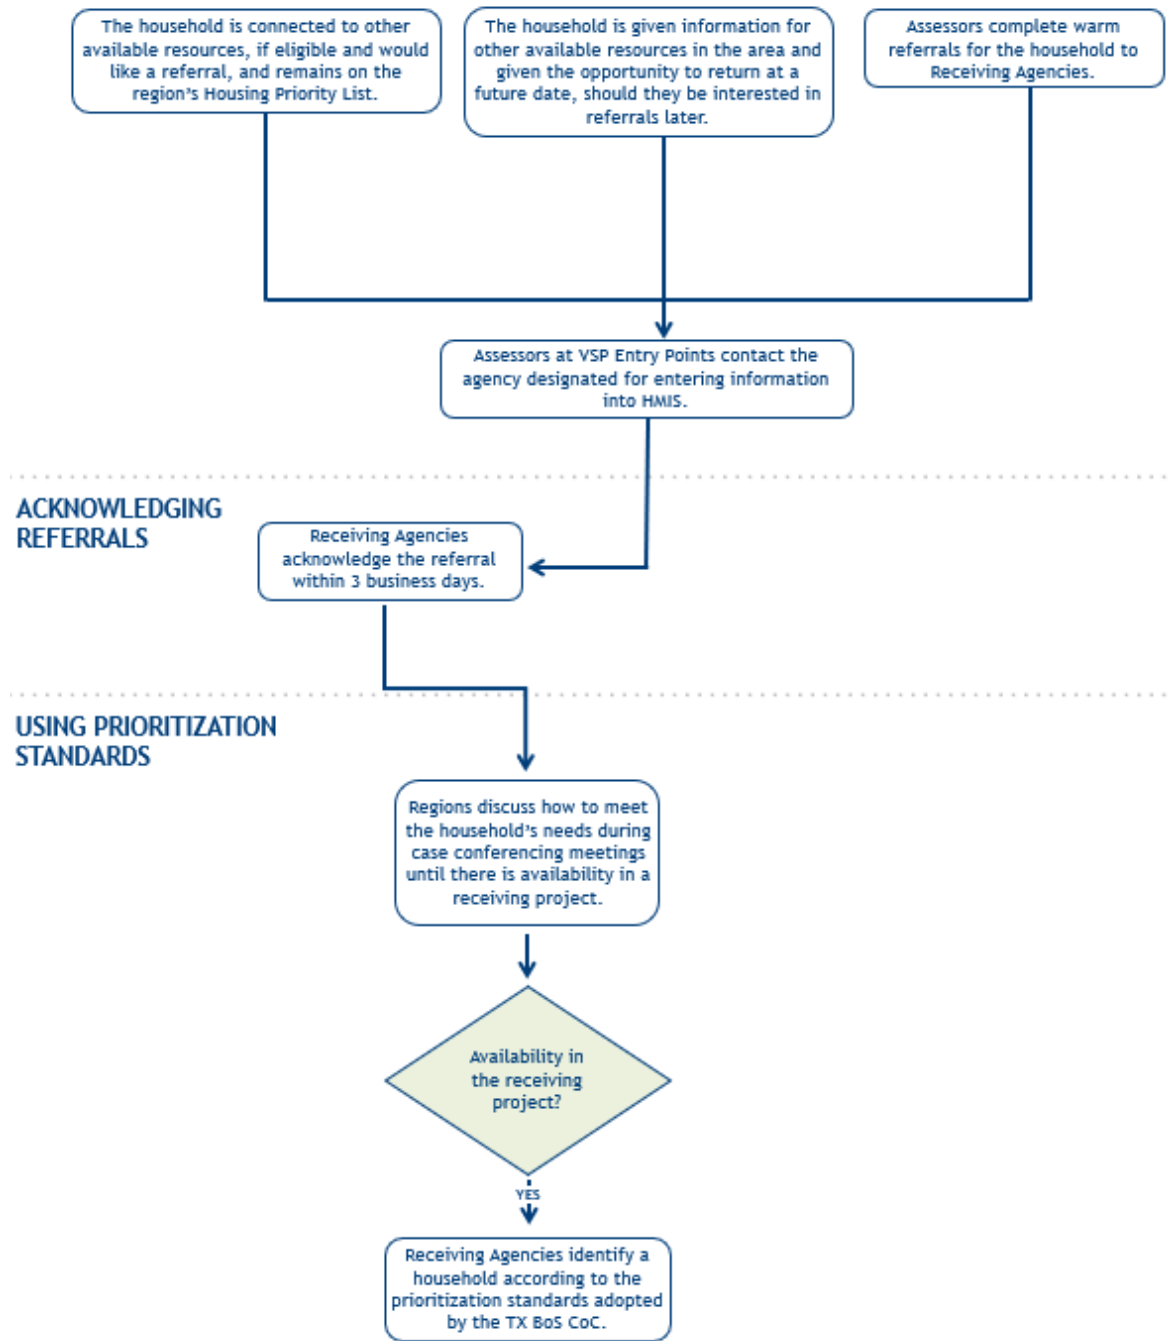 The household is connected to other
available resources, if eligible and would
like a referral, and remains on the
region's Housing Priority List.
The household is given information for
other available resources in the area and
given the opportunity to return at a
future date, should they be interested in
referrals later.
Assessors complete warm
referrals for the household to
Receiving Agencies.
Assessors at VSP Entry Points contact the
agency designated for entering information
into HMIS.
ACKNOWLEDGING
REFERRALS
Receiving Agencies
acknowledge the referral
within 3 business days.
USING PRIORITIZATION
STANDARDS
Regions discuss how to meet
the household's needs during
case conferencing meetings
until there is availability in a
receiving project.
Availability in
the receiving
project?
YES
Receiving Agencies identify a
household according to the
prioritization standards adopted
by the TX BoS CoC.